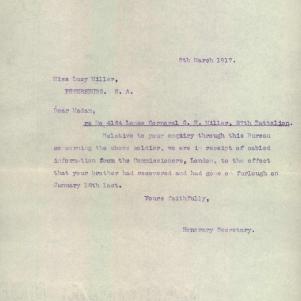 8th March 1917.
Miss Lucy Miller,
PETERSBURG. S. A.
Dear Madam,
re No 4164 Lance Corporal G. H. Miller, 27th Battalion.
Relative to your enquiry through this Bureau
concerning the above soldier, we are in receipt of cabled
information from the Commissioners, London, to the effect
that your brother had recovered and had gone on furlough on
January 18th last.
Yours faithfully,
Honorary Secretary.